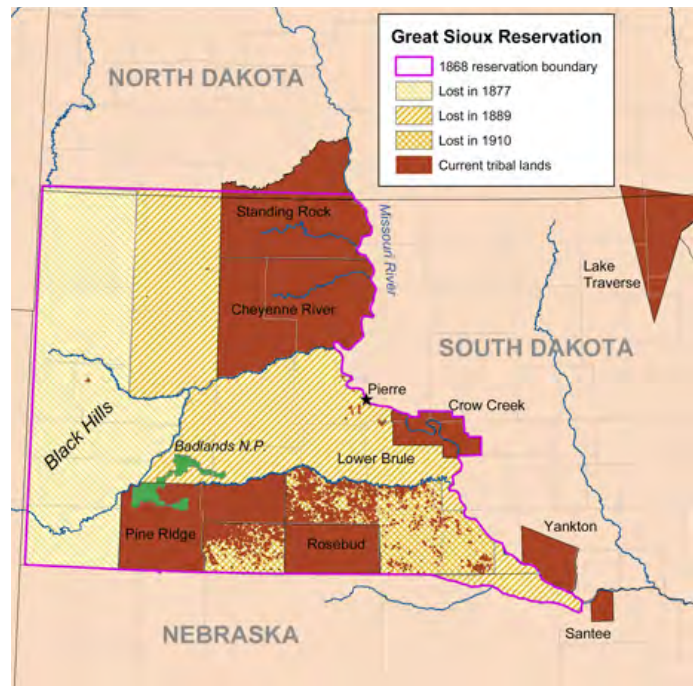 Great Sioux Reservation
1868 reservation boundary
Lost in 1877
Lost in 1889
Lost in 1910
Current tribal lands
NORTH DAKOTA
Standing Rock
Missouri River
Lake
Traverse
Cheyenne River
SOUTH DAKOTA
Pierre
Black Hills
Crow Creek
Badlands N.P.
Lower Brule
Yankton
Pine Ridge
Rosebud
Santee
NEBRASKA